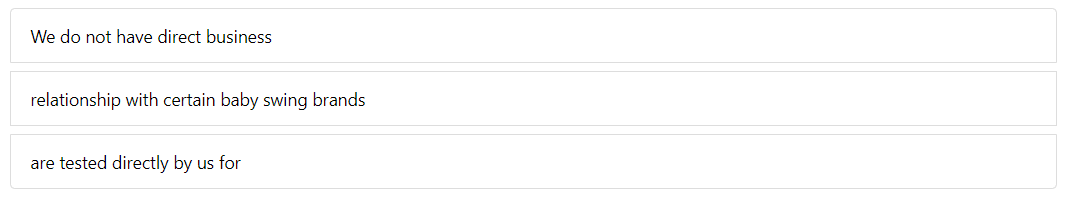 We do not have direct business
relationship with certain baby swing brands
are tested directly by us for